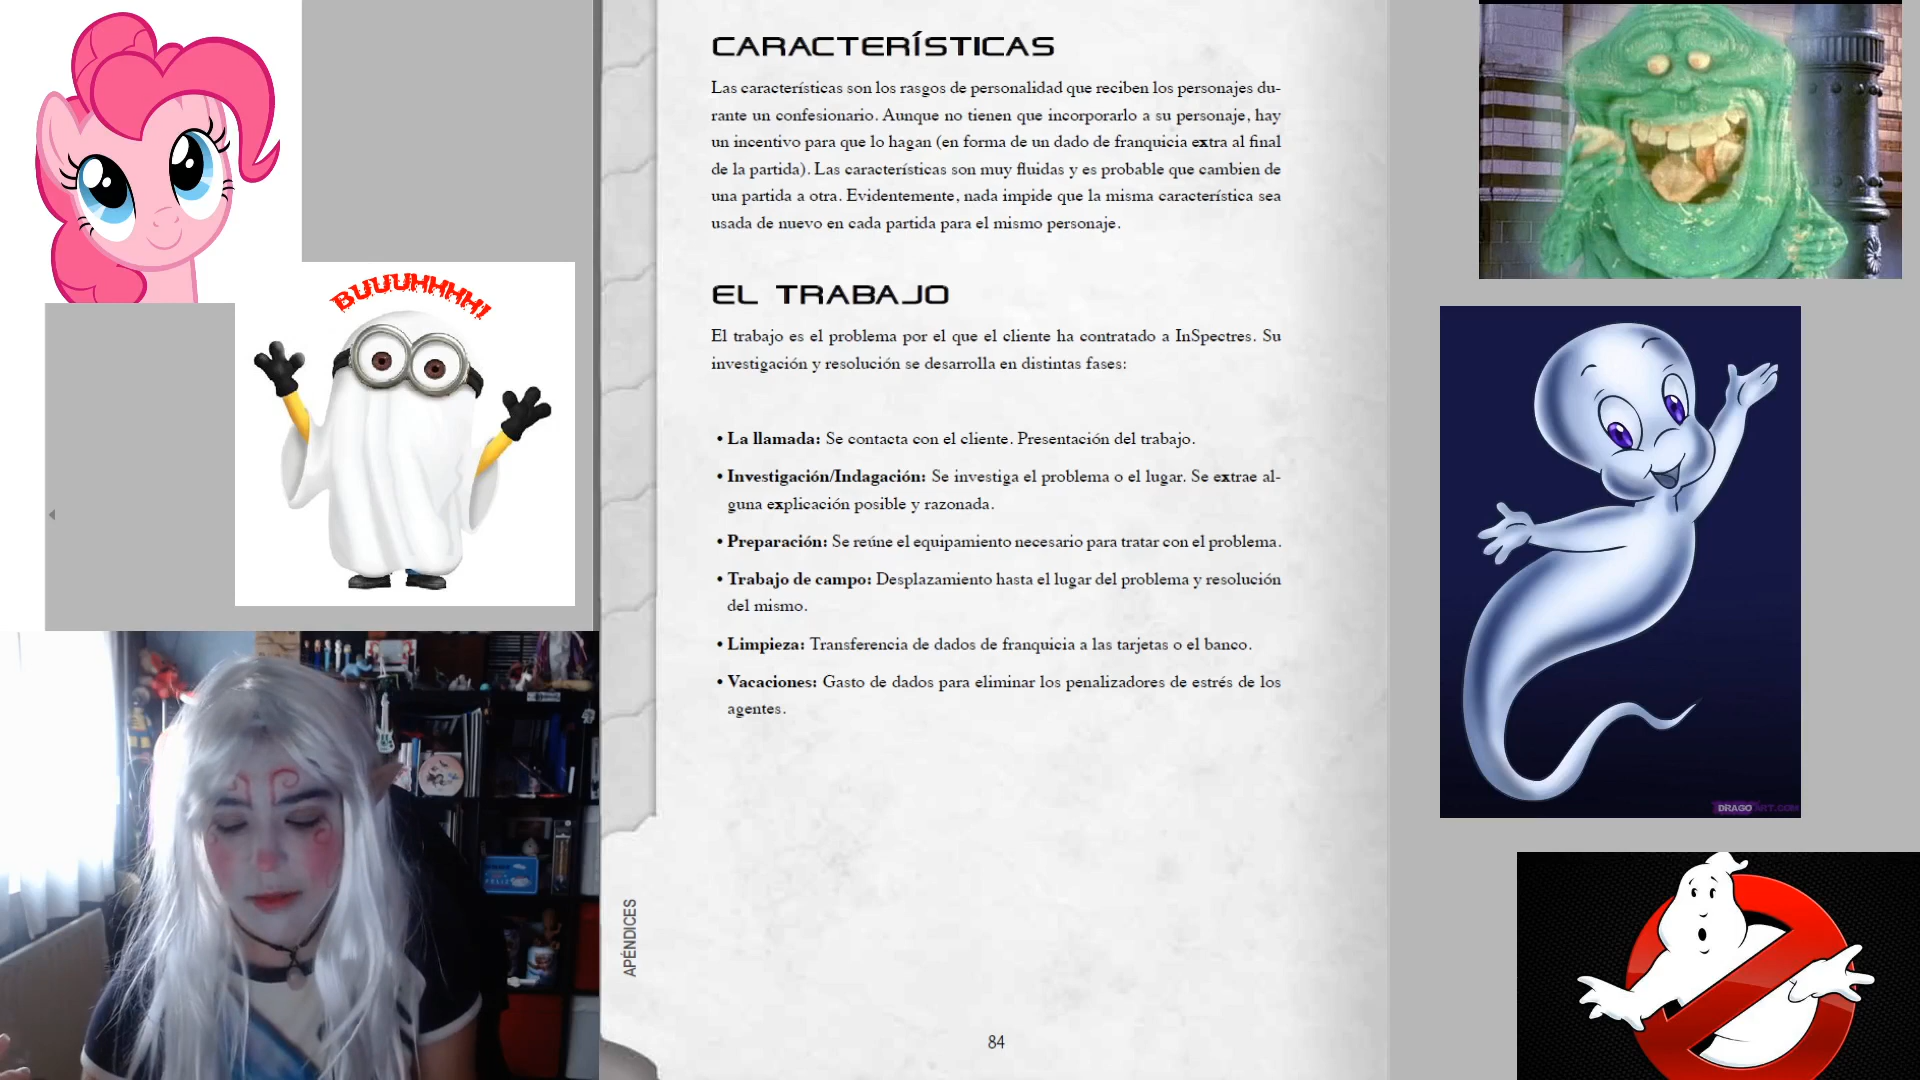 CARACTERÍSTICAS
Las características son los rasgos de personalidad que reciben los personajes du-
rante un confesionario. Aunque no tienen que incorporarlo a su personaje, hay
un incentivo para que lo hagan (en forma de un dado de franquicia extra al final
de la partida). Las características son muy fluidas y es probable que cambien de
una partida a otra. Evidentemente, nada impide que la misma característica sea
usada de nuevo en cada partida para el mismo personaje.
EL TRABAJO
El trabajo es el problema por el que el cliente ha contratado a InSpectres. Su
investigación y resolución se desarrolla en distintas fases:
• La llamada: Se contacta con el cliente. Presentación del trabajo.
• Investigación/Indagación: Se investiga el problema o el lugar. Se extrae al-
guna explicación posible y razonada.
• Preparación: Se reúne el equipamiento necesario para tratar con el problema.
• Trabajo de campo: Desplazamiento hasta el lugar del problema y resolución
del mismo.
• Limpieza: Transferencia de dados de franquicia a las tarjetas o el banco.
• Vacaciones: Gasto de dados para eliminar los penalizadores de estrés de los
agentes.
APÉNDICES
84
BUUUHHHH!
DRAGOART.COM